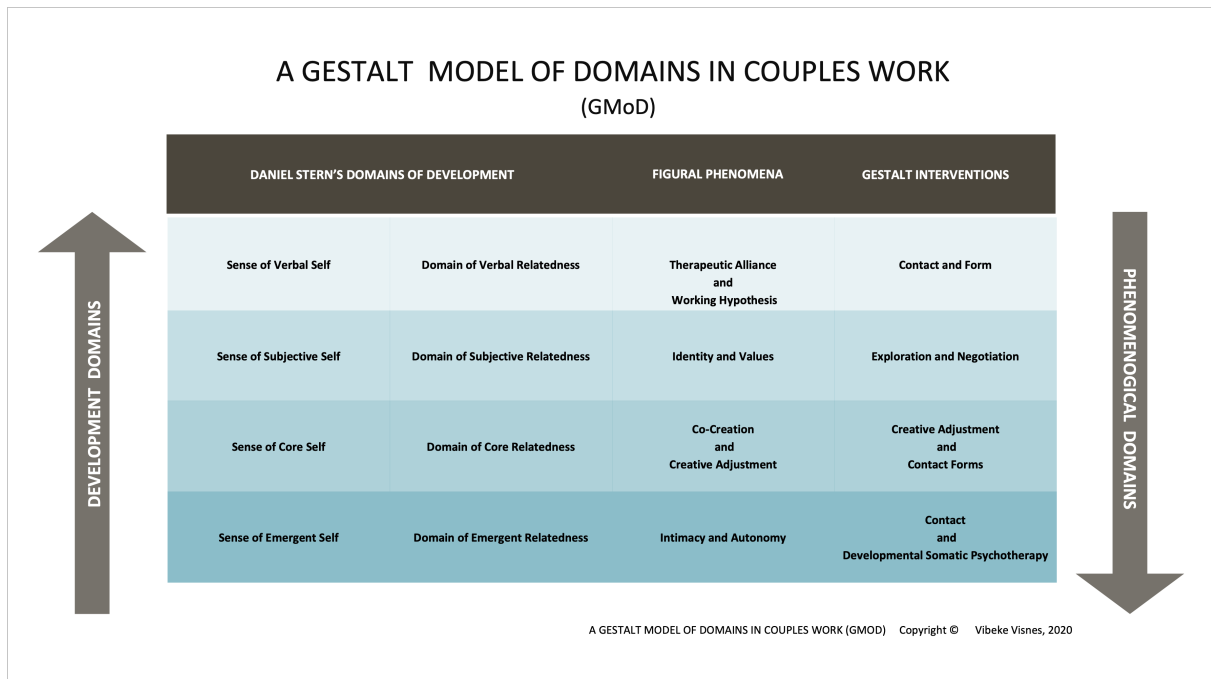 A GESTALT MODEL OF DOMAINS IN COUPLES WORK
(GMoD)
DANIEL STERN'S DOMAINS OF DEVELOPMENT
FIGURAL PHENOMENA
GESTALT INTERVENTIONS
DEVELOPMENT DOMAINS
Sense of Verbal Self
Domain of Verbal Relatedness
Therapeutic Alliance
and
Working Hypothesis
Contact and Form
Sense of Subjective Self
Domain of Subjective Relatedness
Identity and Values
Exploration and Negotiation
Sense of Core Self
Domain of Core Relatedness
Co-Creation
and
Creative Adjustment
Creative Adjustment
and
Contact Forms
Sense of Emergent Self
Domain of Emergent Relatedness
Intimacy and Autonomy
Contact
and
Developmental Somatic Psychotherapy
PHENOMENOGICAL DOMAINS
A GESTALT MODEL OF DOMAINS IN COUPLES WORK (GMOD) Copyright © Vibeke Visnes, 2020